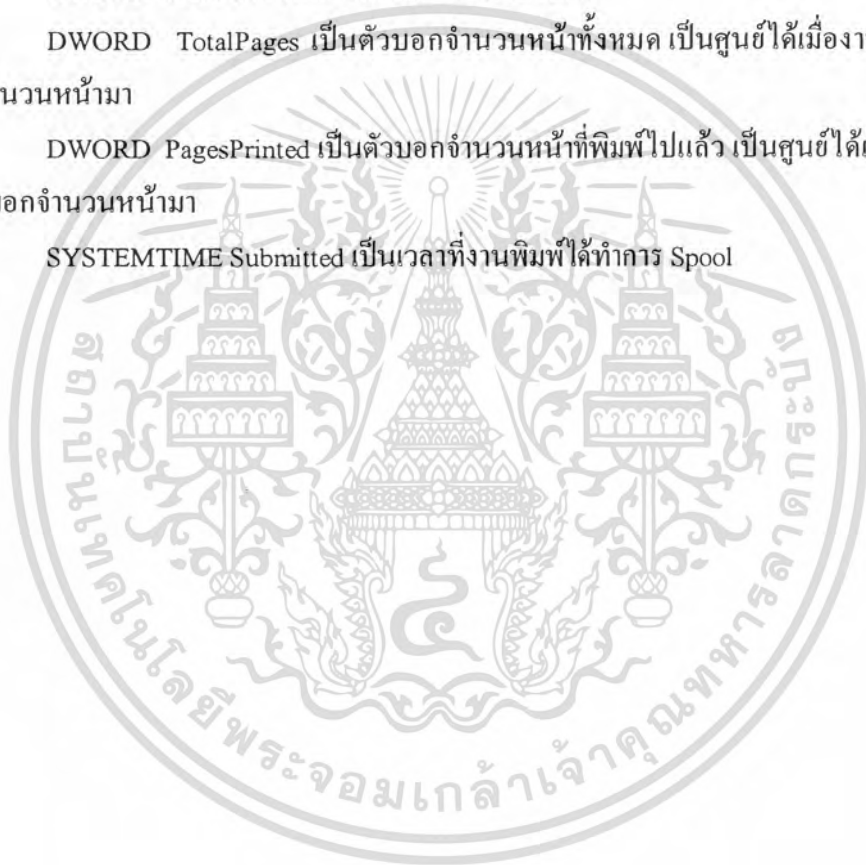 DWORD TotalPages เป็นตัวบอกจำนวนหน้าทั้งหมด เป็นศูนย์ได้เมื่องา
นวนหน้ามา
DWORD PagesPrinted เป็นตัวบอกจำนวนหน้าที่พิมพ์ไปแล้ว เป็นศูนย์ได้
อกจำนวนหน้ามา
SYSTEMTIME Submitted เป็นเวลาที่งานพิมพ์ได้ทำการ Spool
สถาบันเทคโนโลยีพระจอมเกล้าเจ้าคุณทหารลาดกระบัง